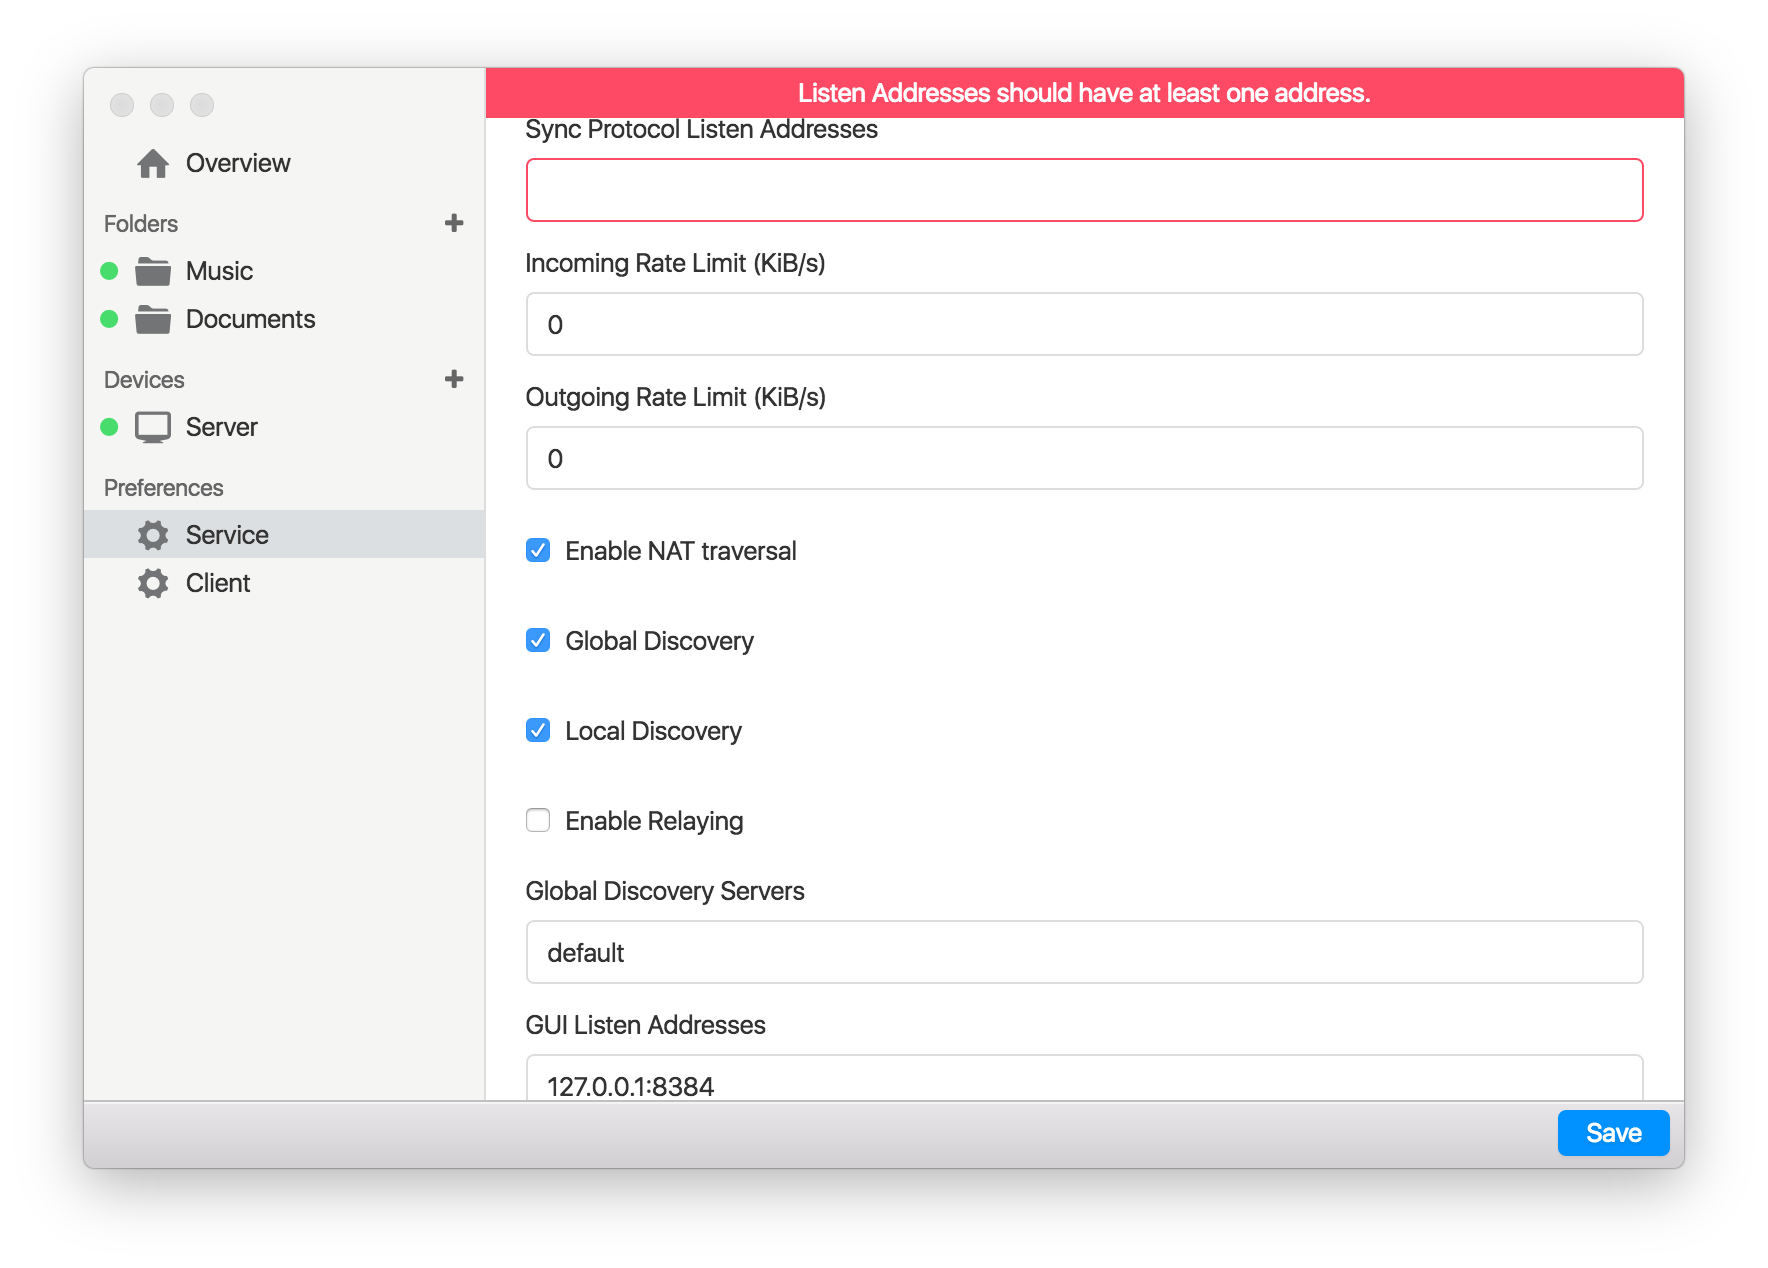 Overview
Folders
Music
Documents
Devices
Server
Preferences
Service
Client
Listen Addresses should have at least one address.
Sync Protocol Listen Addresses
Incoming Rate Limit (KiB/s)
0
Outgoing Rate Limit (KiB/s)
0
Enable NAT traversal
Global Discovery
Local Discovery
Enable Relaying
Global Discovery Servers
default
GUI Listen Addresses
127.0.0.1:8384
Save